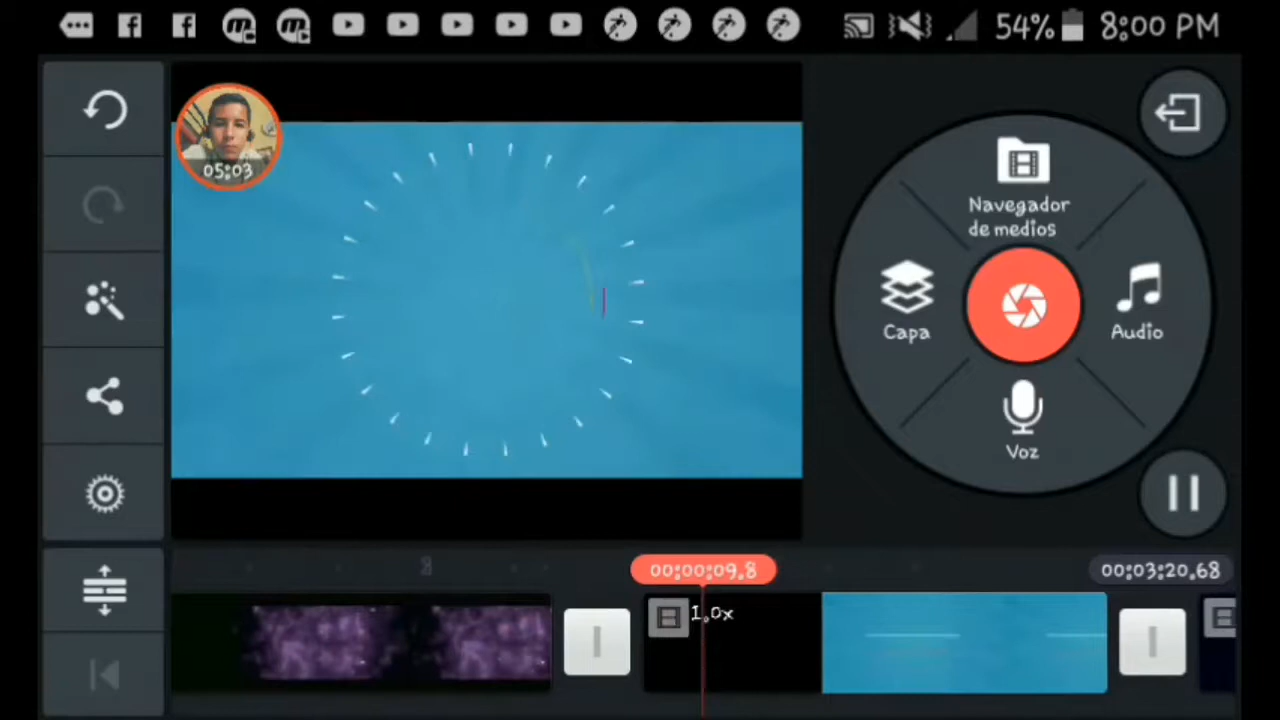 54% 8:00 PM
05:03
Navegador
de medios
Capa
Audio
Voz
00:00:09.8
00:03:20.68
1.0x